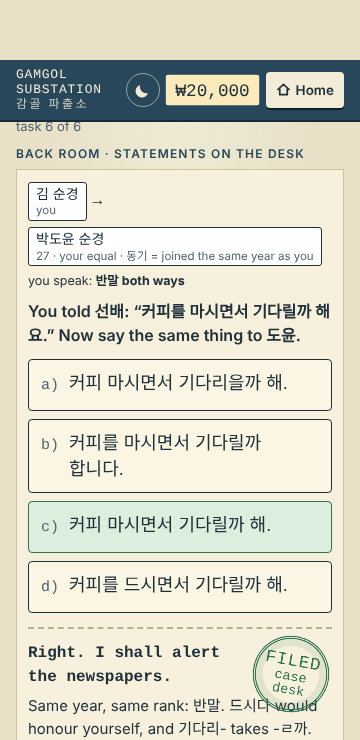 GAMGOL
SUBSTATION
감골 파출소
₩20,000
Home
task 6 of 6
BACK ROOM · STATEMENTS ON THE DESK
김 순경
you
→
박도윤 순경
27 · your equal · 동기 = joined the same year as you
you speak: 반말 both ways
You told 선배: “커피를 마시면서 기다릴까 해
요.” Now say the same thing to 도윤.
a) 커피 마시면서 기다리을까 해.
b) 커피를 마시면서 기다릴까
합니다.
c) 커피 마시면서 기다릴까 해.
d) 커피를 드시면서 기다릴까 해.
Right. I shall alert
the newspapers.
FILED
case
desk
Same year, same rank: 반말. 드시다 would
honour yourself, and 기다리- takes -ㄹ까.